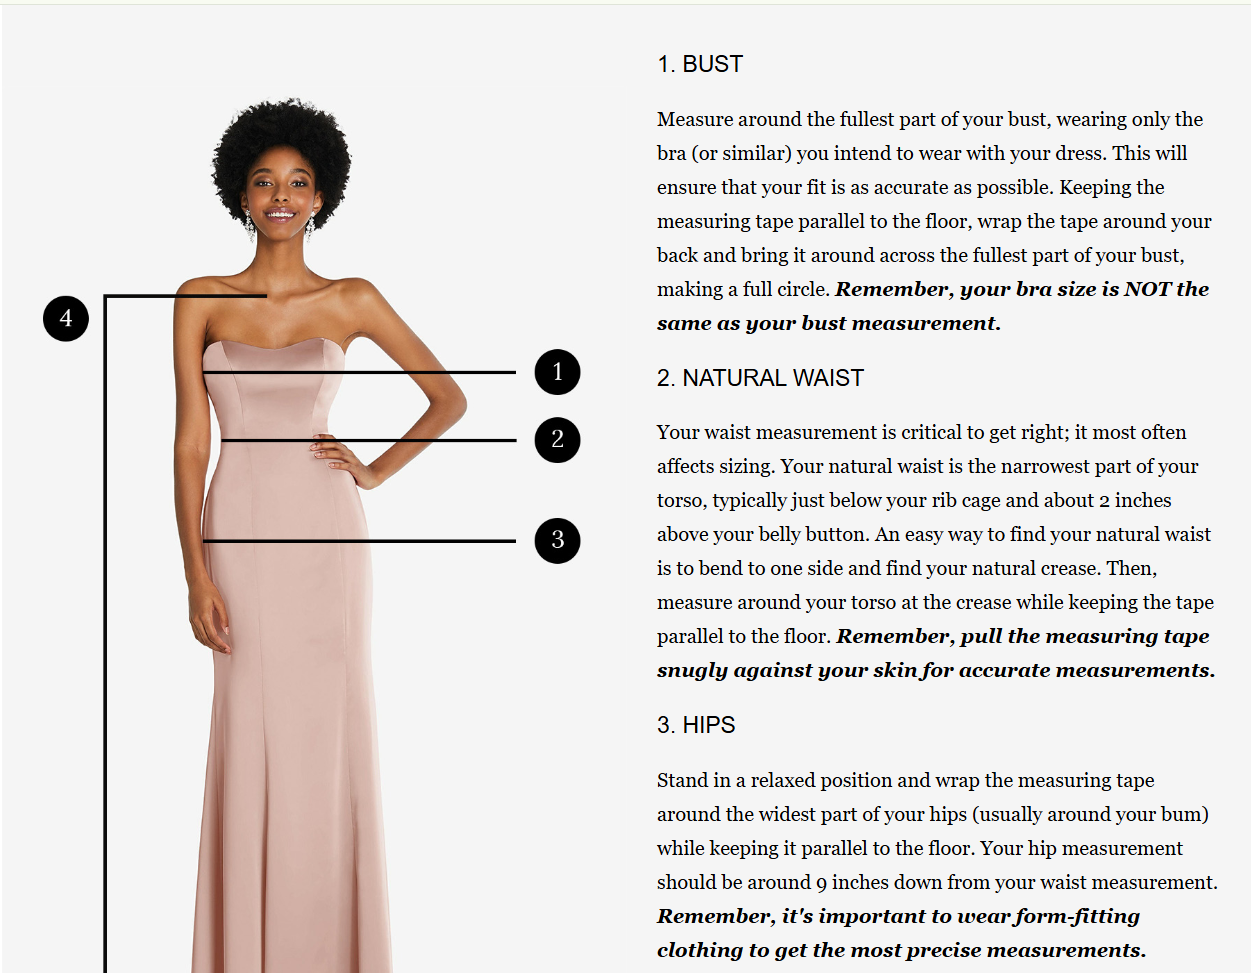 1. BUST
Measure around the fullest part of your bust, wearing only the
bra (or similar) you intend to wear with your dress. This will
ensure that your fit is as accurate as possible. Keeping the
measuring tape parallel to the floor, wrap the tape around your
back and bring it around across the fullest part of your bust,
making a full circle. Remember, your bra size is NOT the
same as your bust measurement.
2. NATURAL WAIST
Your waist measurement is critical to get right; it most often
affects sizing. Your natural waist is the narrowest part of your
torso, typically just below your rib cage and about 2 inches
above your belly button. An easy way to find your natural waist
is to bend to one side and find your natural crease. Then,
measure around your torso at the crease while keeping the tape
parallel to the floor. Remember, pull the measuring tape
snugly against your skin for accurate measurements.
3. HIPS
Stand in a relaxed position and wrap the measuring tape
around the widest part of your hips (usually around your bum)
while keeping it parallel to the floor. Your hip measurement
should be around 9 inches down from your waist measurement.
Remember, it's important to wear form-fitting
clothing to get the most precise measurements.
4
1
2
3